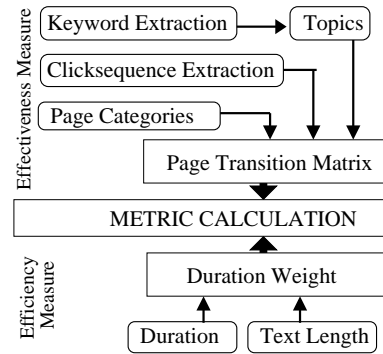 Effectiveness Measure
Keyword Extraction
Topics
Clicksequence Extraction
Page Categories
Page Transition Matrix
METRIC CALCULATION
Efficiency
Measure
Duration Weight
Duration
Text Length